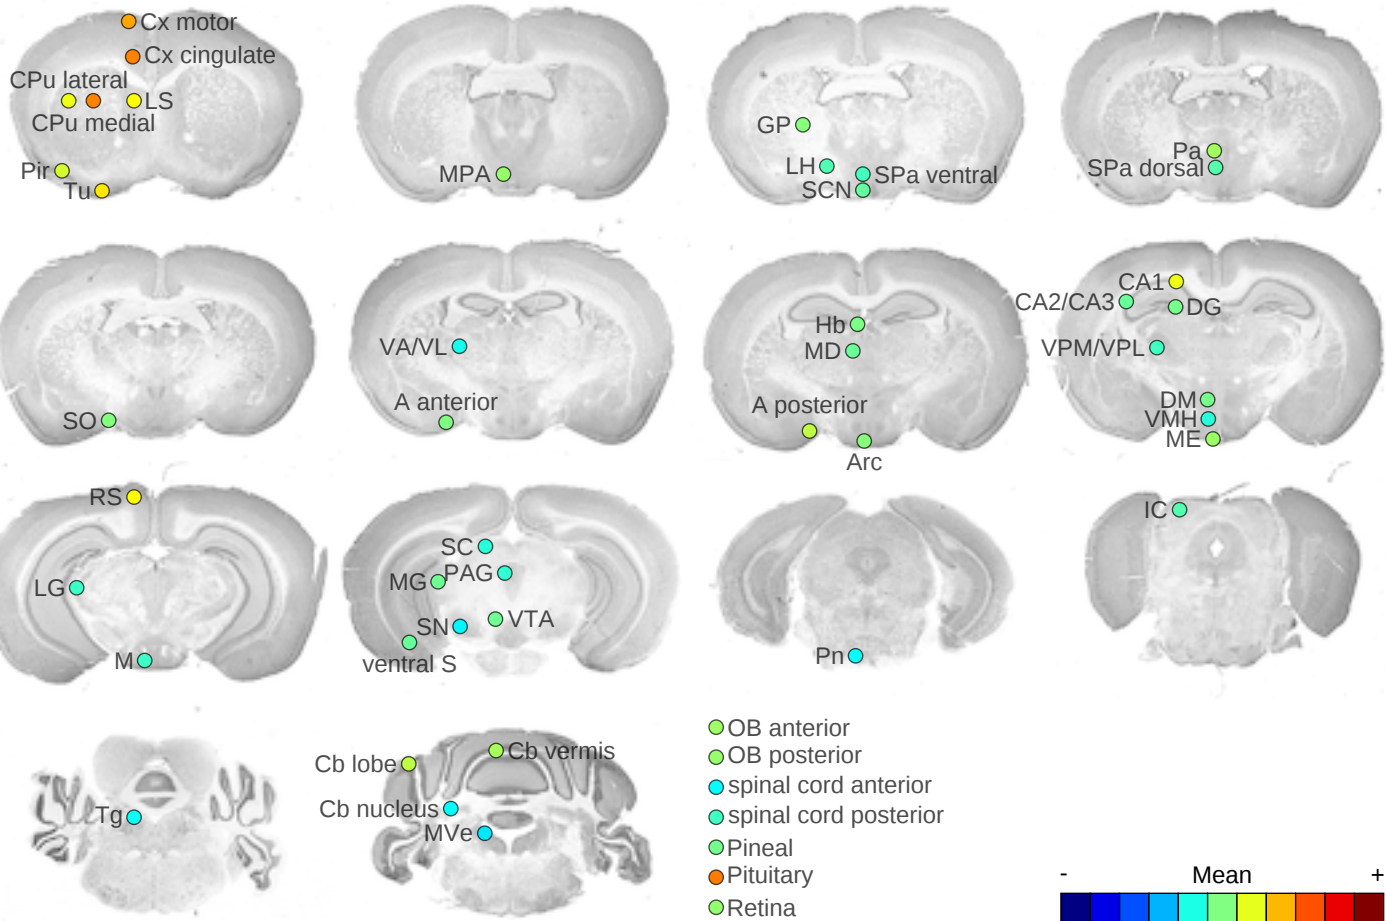 Cx motor
Cx cingulate
CPu lateral
LS
CPu medial
Pir
Tu
MPA
GP
LH
SPa ventral
SCN
Pa
SPa dorsal
SO
VA/VL
A anterior
Hb
MD
A posterior
Arc
CA1
CA2/CA3
DG
VPM/VPL
DM
VMH
ME
RS
LG
M
SC
MG
PAG
SN
VTA
ventral S
Pn
IC
Tg
Cb lobe
Cb vermis
Cb nucleus
MVe
OB anterior
OB posterior
spinal cord anterior
spinal cord posterior
Pineal
Pituitary
Retina
- Mean +